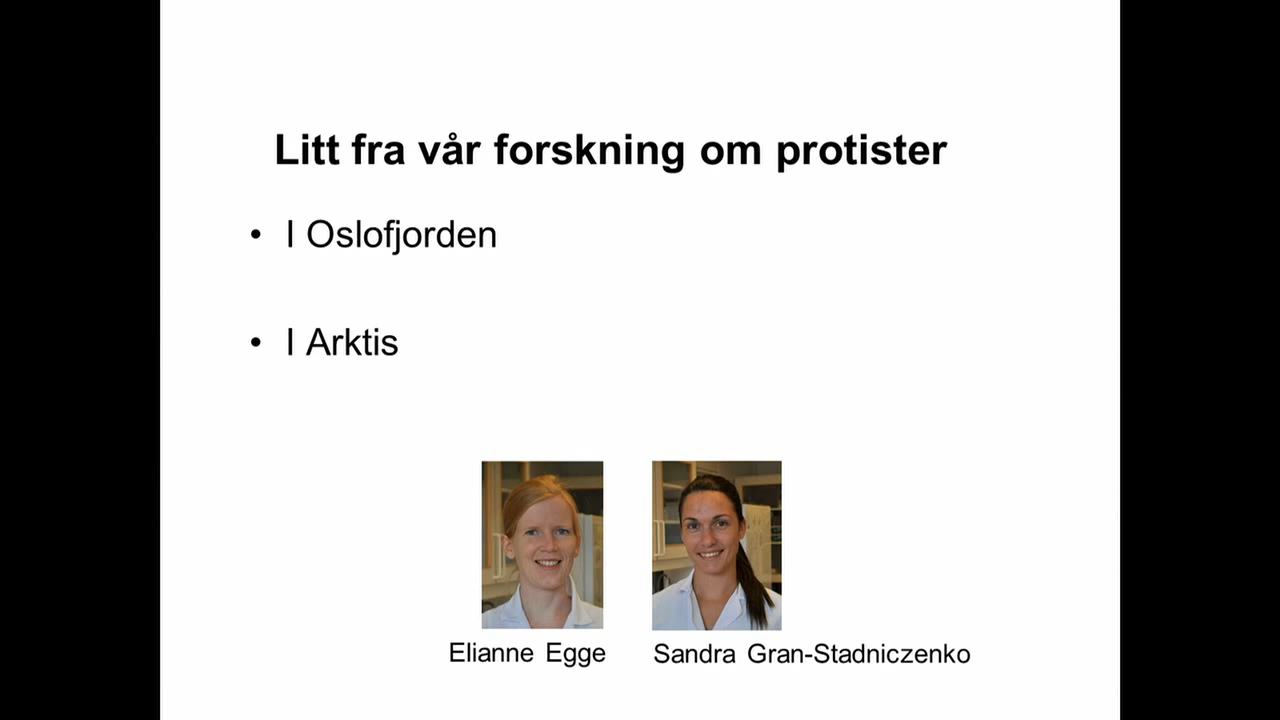 Litt fra vår forskning om protister
• I Oslofjorden
• I Arktis
Elianne Egge
Sandra Gran-Stadniczenko